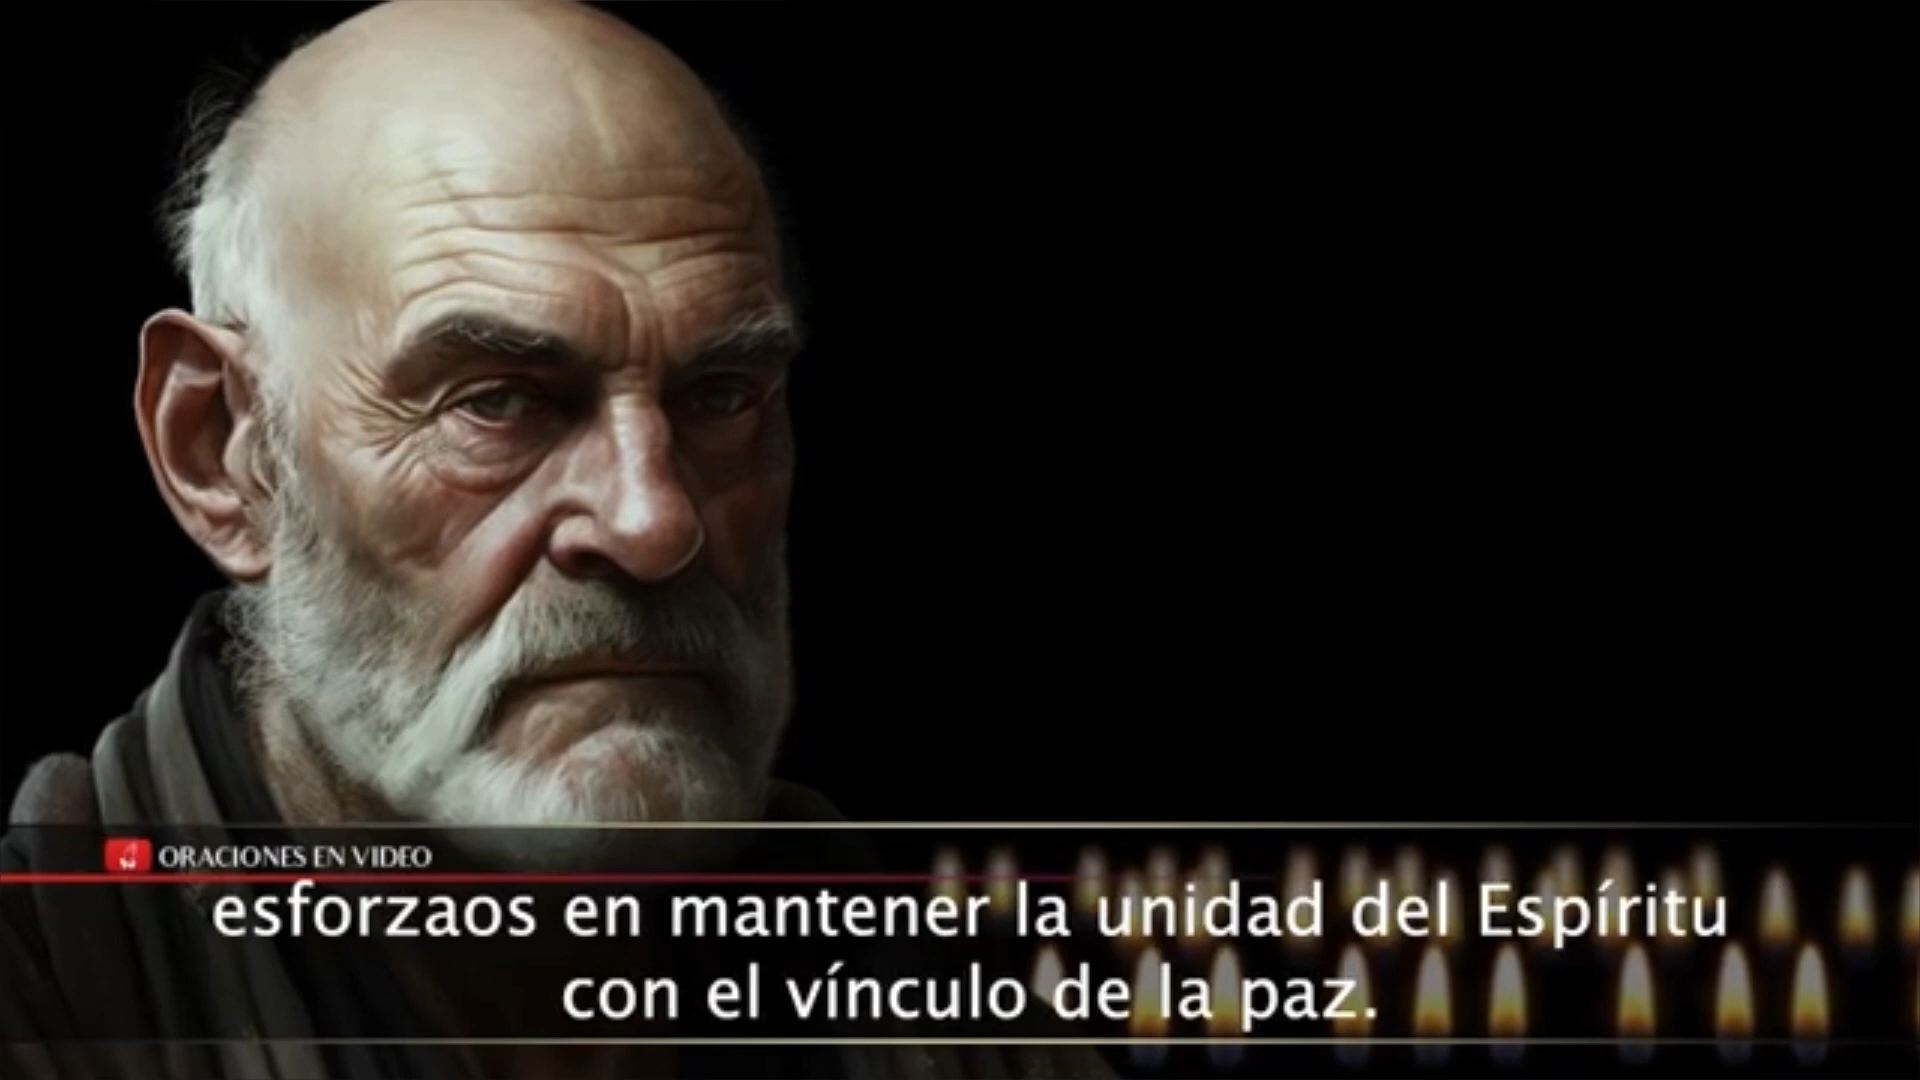 ORACIONES EN VIDEO
esforzaos en mantener la unidad del Espíritu
con el vínculo de la paz.